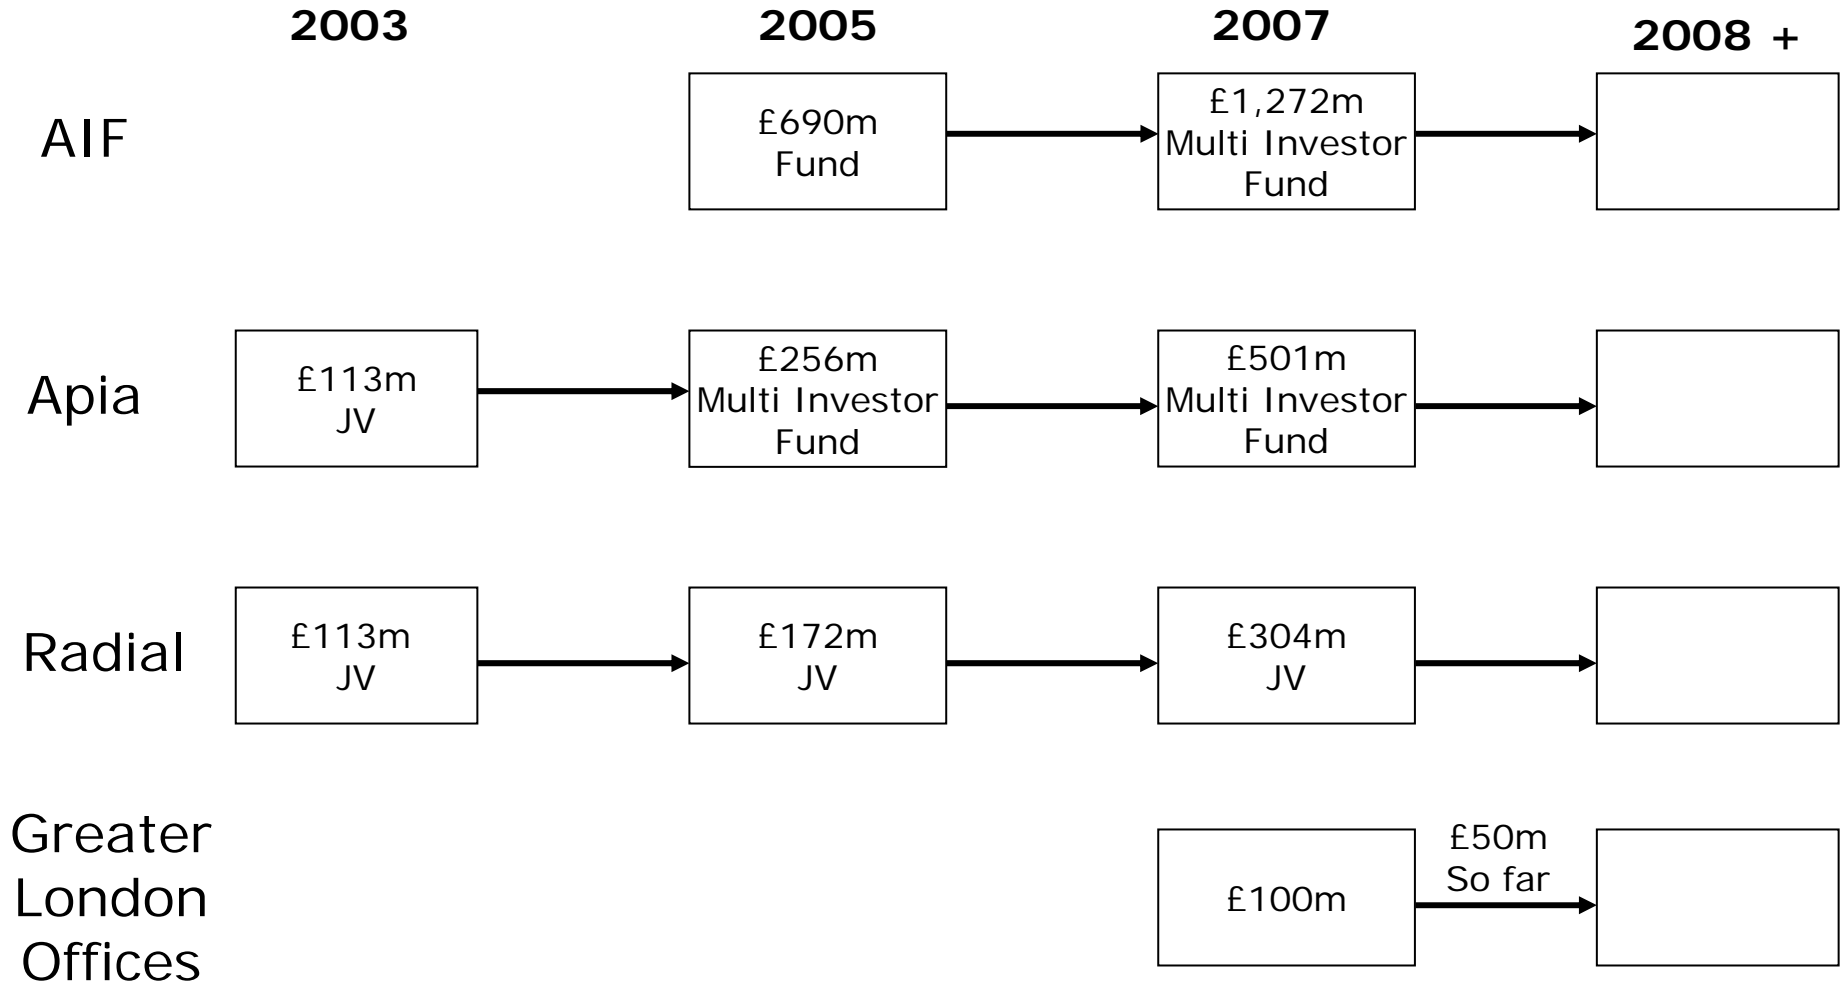 2003
2005
2007
2008 +
AIF
£690m
Fund
£1,272m
Multi Investor
Fund
Apia
£113m
JV
£256m
Multi Investor
Fund
£501m
Multi Investor
Fund
Radial
£113m
JV
£172m
JV
£304m
JV
Greater
London
Offices
£100m
£50m
So far